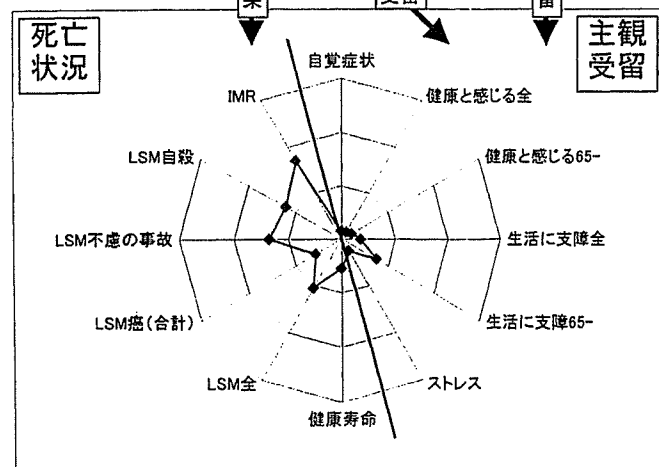 受留
死亡
状況
主観
受留
自覚症状
IMR
健康と感じる全
LSM自殺
健康と感じる65-
LSM不慮の事故
生活に支障全
LSM癌(合計)
生活に支障65-
LSM全
ストレス
健康寿命